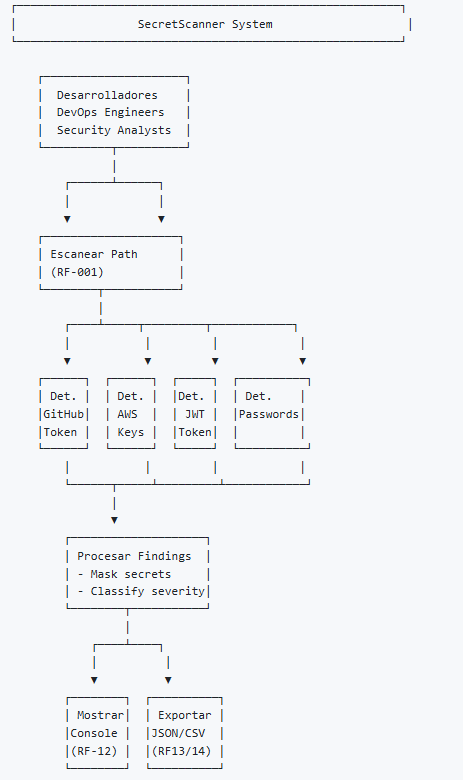 SecretScanner System
Desarrolladores
DevOps Engineers
Security Analysts
Escanear Path
(RF-001)
Det.
GitHub
Token
Det.
AWS
Keys
Det.
JWT
Token
Det.
Passwords
Procesar Findings
- Mask secrets
- Classify severity
Mostrar
Console
(RF-12)
Exportar
JSON/CSV
(RF13/14)